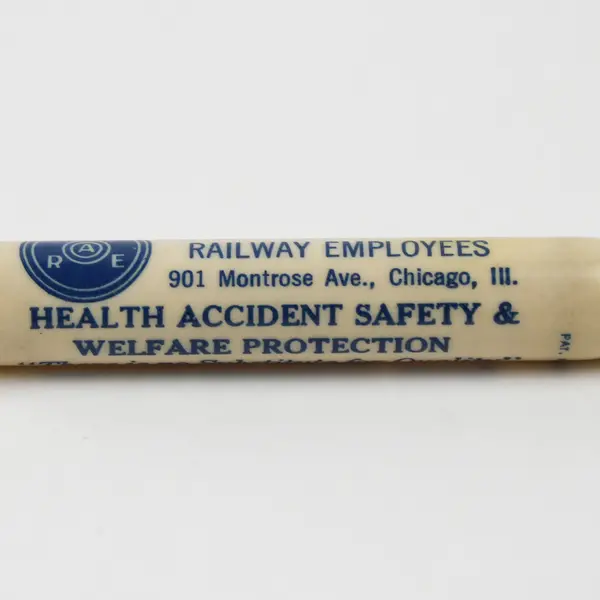 A
R E
RAILWAY EMPLOYEES
901 Montrose Ave., Chicago, Ill.
HEALTH ACCIDENT SAFETY &
WELFARE PROTECTION
PAT.